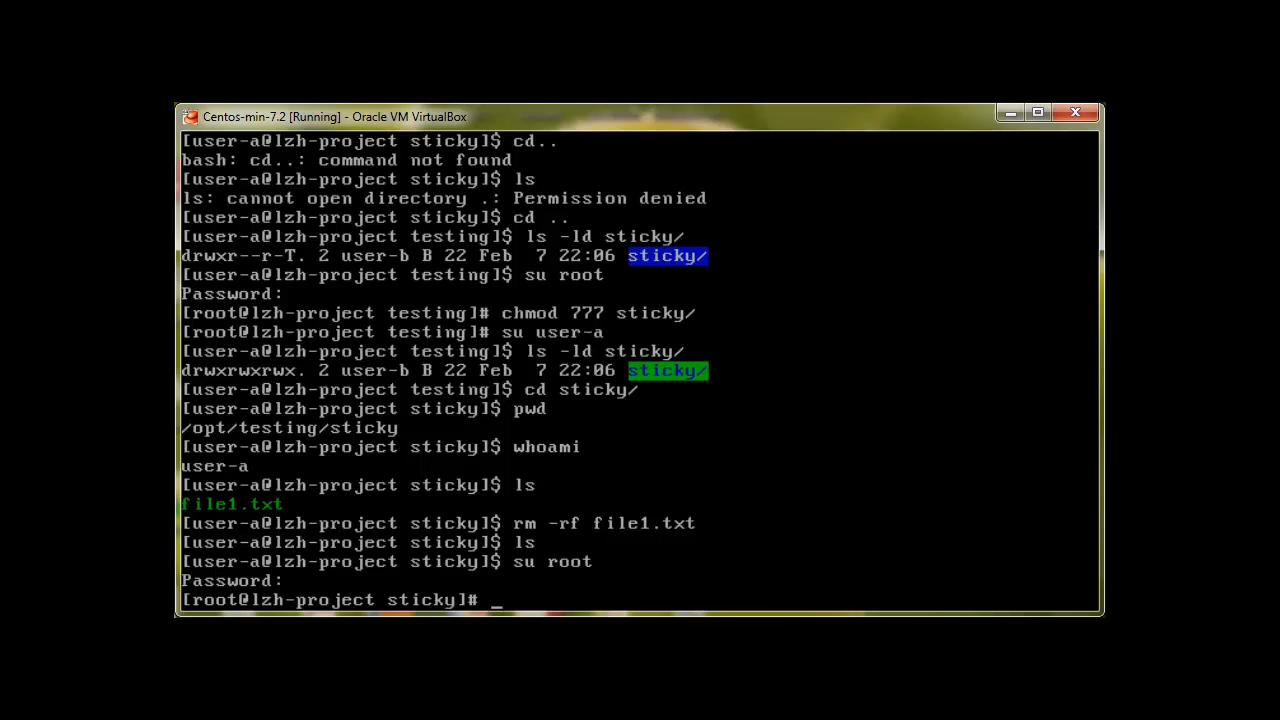 Centos-min-7.2 [Running] - Oracle VM VirtualBox
[user-a@lzh-project sticky]$ cd..
bash: cd..: command not found
[user-a@lzh-project sticky]$ ls
ls: cannot open directory .: Permission denied
[user-a@lzh-project sticky]$ cd ..
[user-a@lzh-project testing]$ ls -ld sticky/
drwxr--r-T. 2 user-b B 22 Feb  7 22:06 sticky/
[user-a@lzh-project testing]$ su root
Password:
[root@lzh-project testing]# chmod 777 sticky/
[root@lzh-project testing]# su user-a
[user-a@lzh-project testing]$ ls -ld sticky/
drwxrwxrwx. 2 user-b B 22 Feb  7 22:06 sticky/
[user-a@lzh-project testing]$ cd sticky/
[user-a@lzh-project sticky]$ pwd
/opt/testing/sticky
[user-a@lzh-project sticky]$ whoami
user-a
[user-a@lzh-project sticky]$ ls
file1.txt
[user-a@lzh-project sticky]$ rm -rf file1.txt
[user-a@lzh-project sticky]$ ls
[user-a@lzh-project sticky]$ su root
Password:
[root@lzh-project sticky]# _